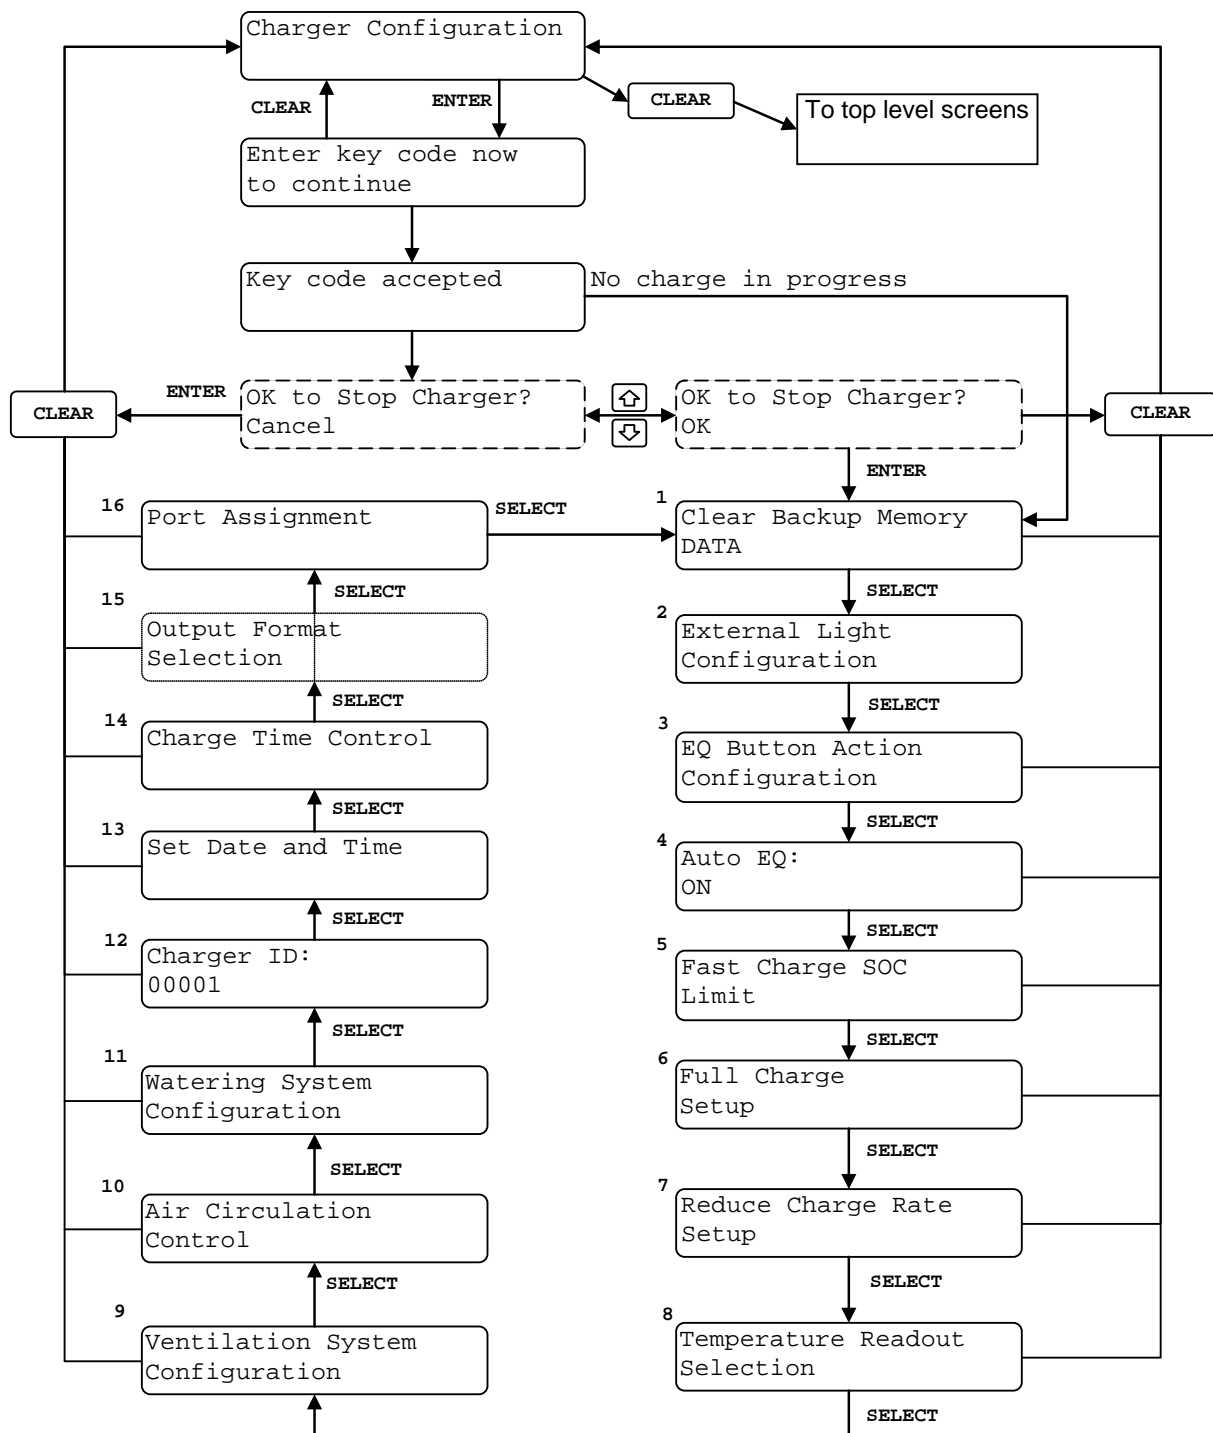 Charger Configuration
CLEAR
ENTER
CLEAR
To top level screens
Enter key code now
to continue
Key code accepted
No charge in progress
ENTER
OK to Stop Charger?
Cancel
OK to Stop Charger?
OK
CLEAR
CLEAR
ENTER
16
Port Assignment
SELECT
1
Clear Backup Memory
DATA
SELECT
SELECT
15
Output Format
Selection
2
External Light
Configuration
SELECT
SELECT
14
Charge Time Control
3
EQ Button Action
Configuration
SELECT
SELECT
13
Set Date and Time
4
Auto EQ:
ON
SELECT
SELECT
12
Charger ID:
00001
5
Fast Charge SOC
Limit
SELECT
SELECT
11
Watering System
Configuration
6
Full Charge
Setup
SELECT
SELECT
10
Air Circulation
Control
7
Reduce Charge Rate
Setup
SELECT
SELECT
9
Ventilation System
Configuration
8
Temperature Readout
Selection
SELECT